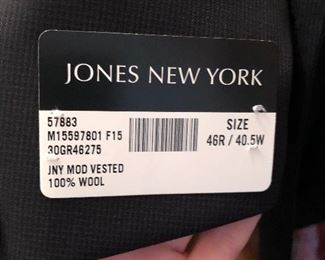 JONES NEW YORK
57883
M15597801 F15
30GR46275
SIZE
46R / 40.5W
JNY MOD VESTED
100% WOOL